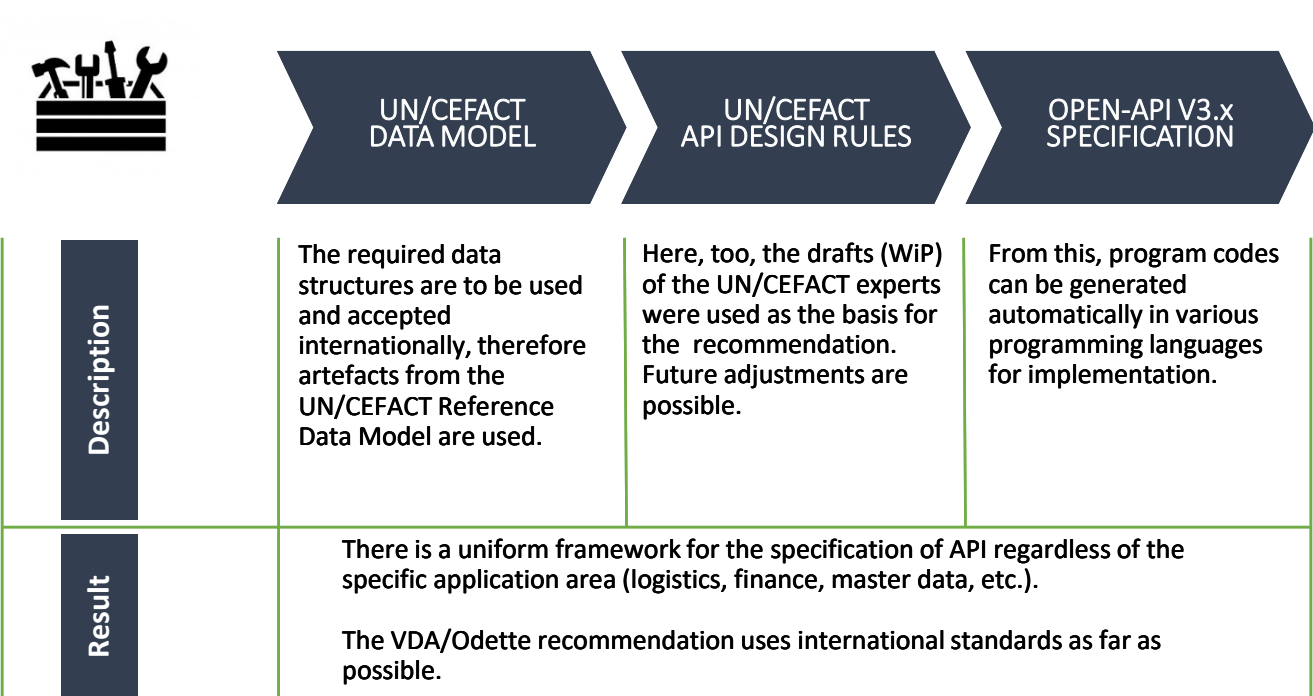 UN/CEFACT
DATA MODEL
UN/CEFACT
API DESIGN RULES
OPEN-API V3.x
SPECIFICATION
Description
The required data
structures are to be used
and accepted
internationally, therefore
artefacts from the
UN/CEFACT Reference
Data Model are used.
Here, too, the drafts (WiP)
of the UN/CEFACT experts
were used as the basis for
the  recommendation.
Future adjustments are
possible.
From this, program codes
can be generated
automatically in various
programming languages
for implementation.
Result
There is a uniform framework for the specification of API regardless of the
specific application area (logistics, finance, master data, etc.).
The VDA/Odette recommendation uses international standards as far as
possible.